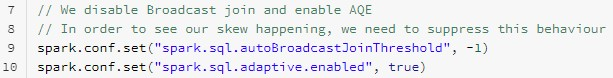 7 // We disable Broadcast join and enable AQE
8 // In order to see our skew happening, we need to suppress this behaviour
9 spark.conf.set("spark.sql.autoBroadcastJoinThreshold", -1)
10 spark.conf.set("spark.sql.adaptive.enabled", true)